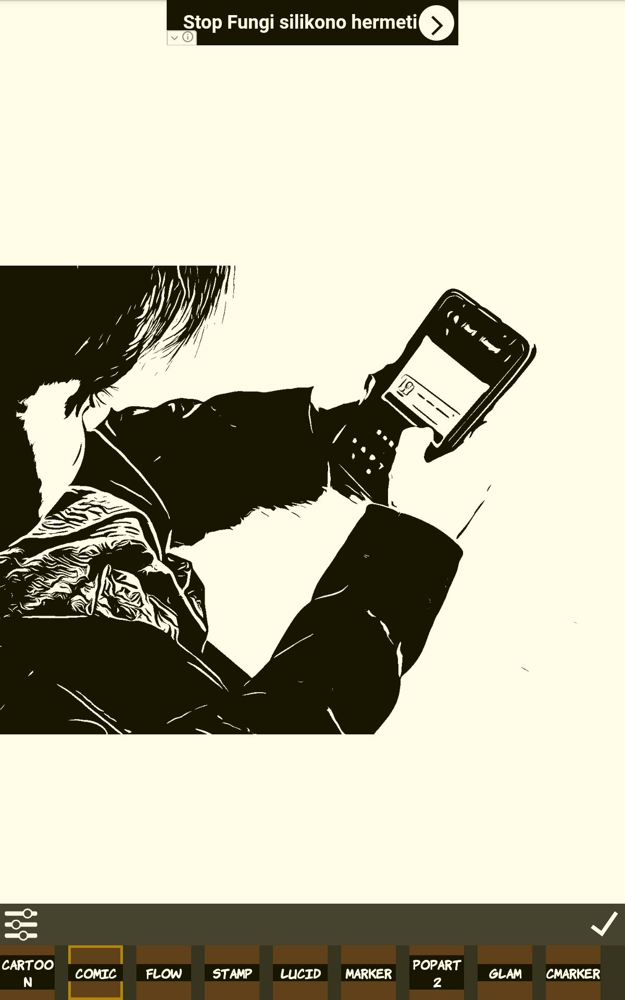 Stop Fungi silikono hermeti
CARTOO
N
COMIC
FLOW
STAMP
LUCID
MARKER
POPART
2
GLAM
CMARKER